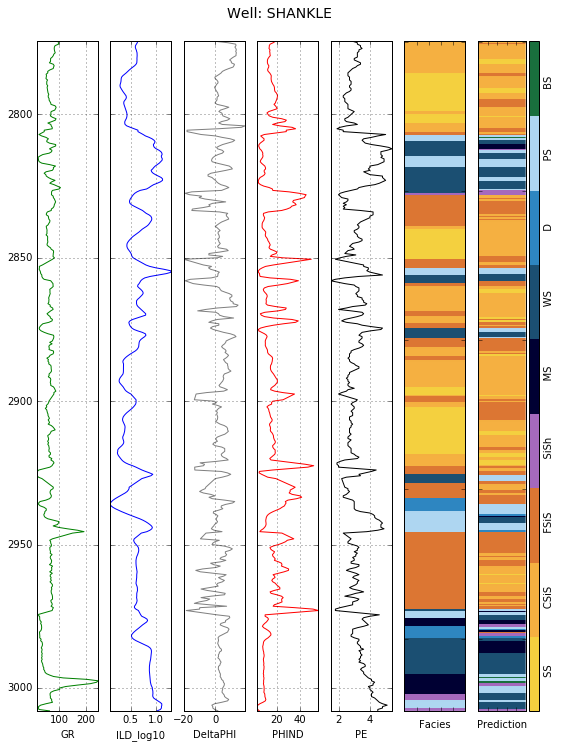 Well: SHANKLE
2800
2850
2900
2950
3000
100 200
0.5 1.0
−20 0
20 40
2 4
GR
ILD_log10
DeltaPHI
PHIND
PE
Facies
Prediction
BS
PS
D
WS
MS
SiSh
FSiS
CSiS
SS